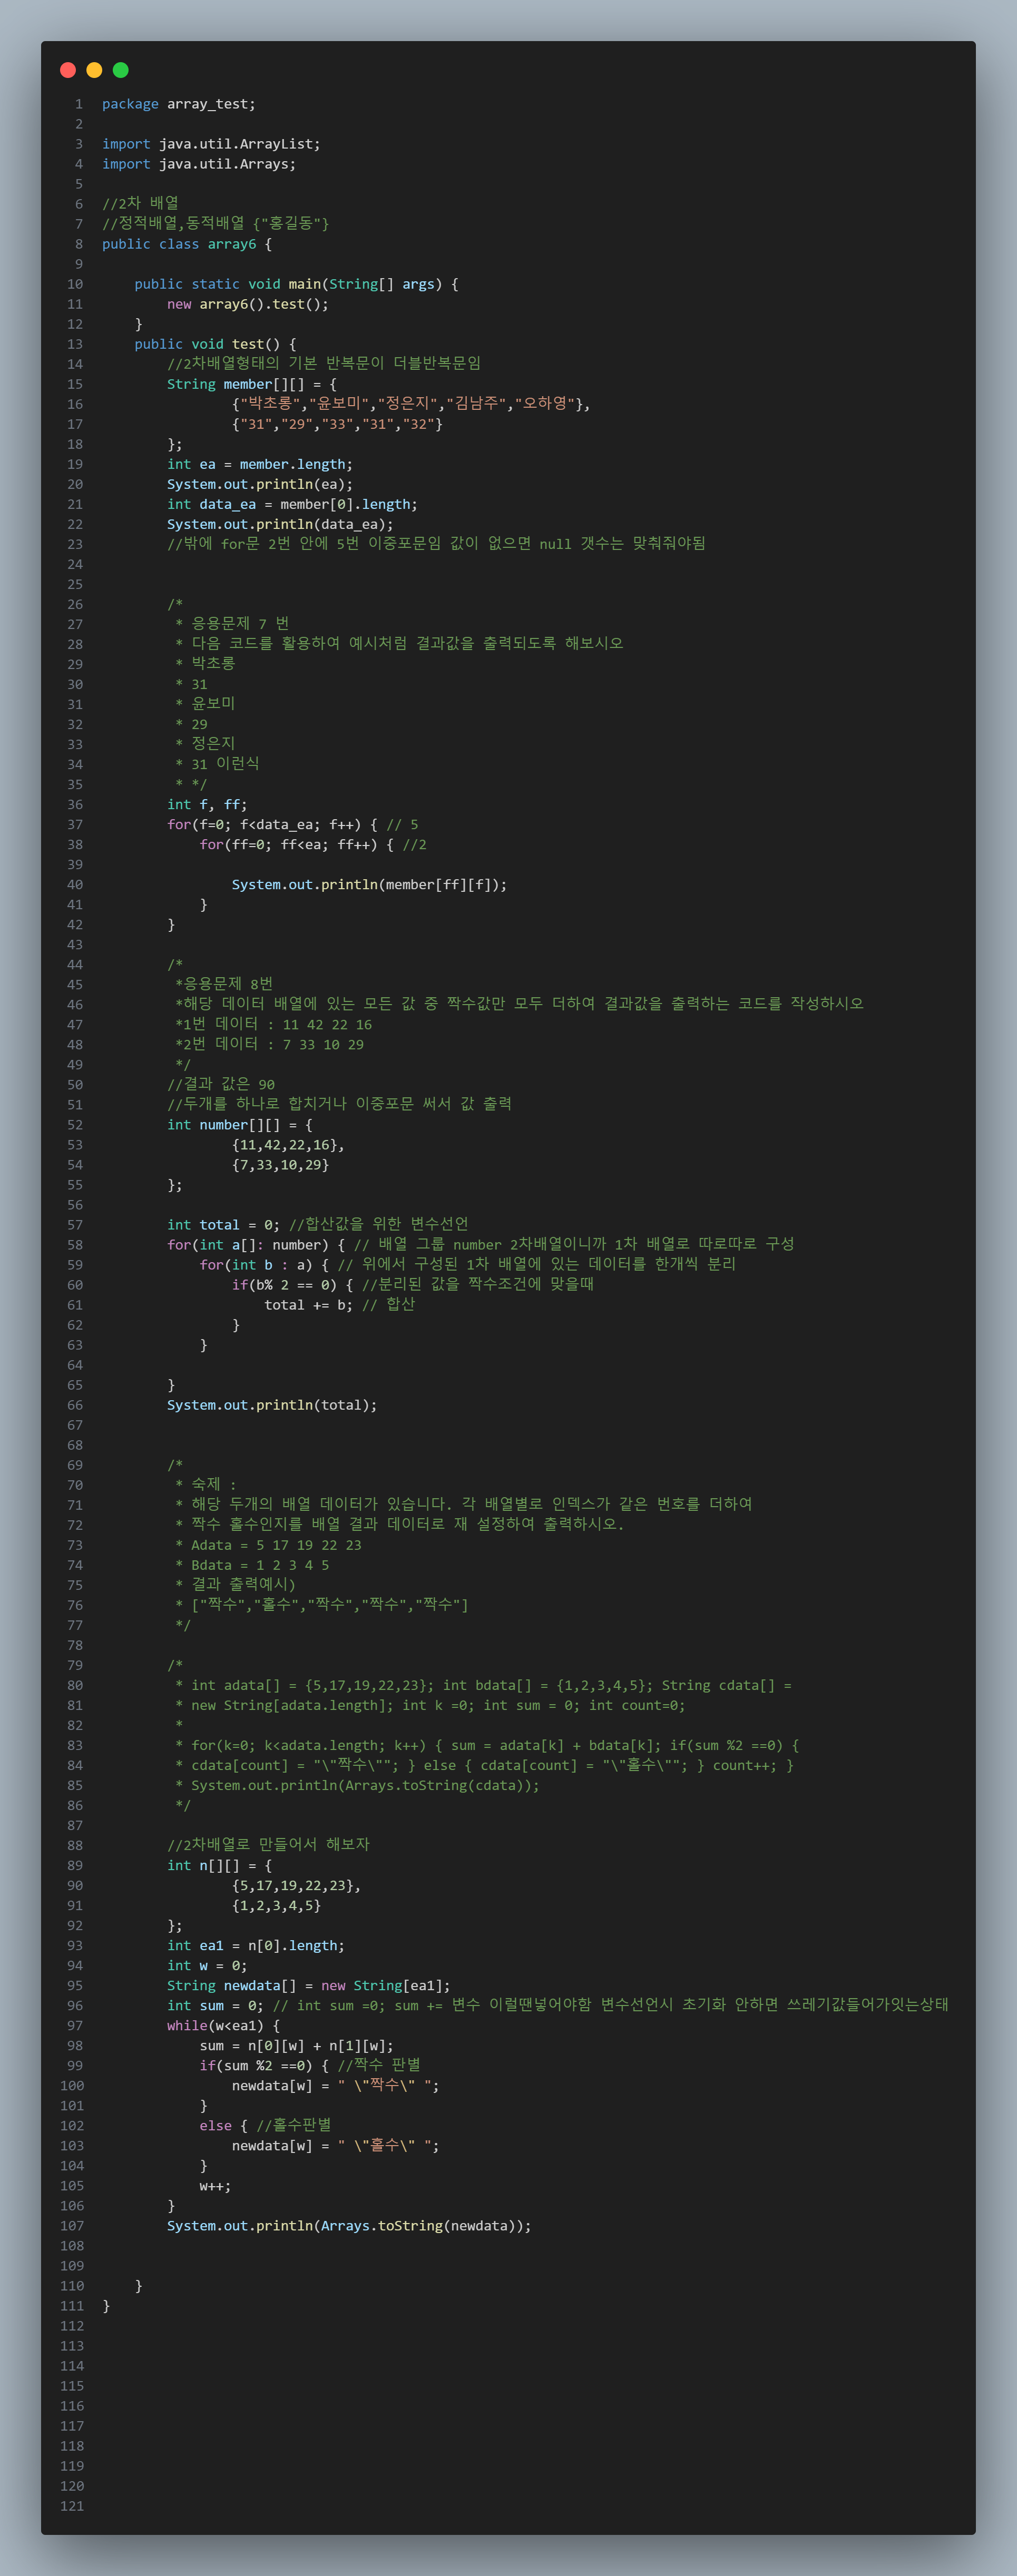 1 package array_test;
2
3 import java.util.ArrayList;
4 import java.util.Arrays;
5
6 //2차 배열
7 //정적배열,동적배열 {"홍길동"}
8 public class array6 {
9
10     public static void main(String[] args) {
11         new array6().test();
12     }
13     public void test() {
14         //2차배열형태의 기본 반복문이 더블반복문임
15         String member[][] = {
16                 {"박초롱","윤보미","정은지","김남주","오하영"},
17                 {"31","29","33","31","32"}
18         };
19         int ea = member.length;
20         System.out.println(ea);
21         int data_ea = member[0].length;
22         System.out.println(data_ea);
23         //밖에 for문 2번 안에 5번 이중포문임 값이 없으면 null 갯수는 맞춰줘야됨
24
25
26         /*
27          * 응용문제 7 번
28          * 다음 코드를 활용하여 예시처럼 결과값을 출력되도록 해보시오
29          * 박초롱
30          * 31
31          * 윤보미
32          * 29
33          * 정은지
34          * 31 이런식
35          * */
36         int f, ff;
37         for(f=0; f<data_ea; f++) { // 5
38             for(ff=0; ff<ea; ff++) { //2
39
40                 System.out.println(member[ff][f]);
41             }
42         }
43
44         /*
45          *응용문제 8번
46          *해당 데이터 배열에 있는 모든 값 중 짝수값만 모두 더하여 결과값을 출력하는 코드를 작성하시오
47          *1번 데이터 : 11 42 22 16
48          *2번 데이터 : 7 33 10 29
49          */
50         //결과 값은 90
51         //두개를 하나로 합치거나 이중포문 써서 값 출력
52         int number[][] = {
53                 {11,42,22,16},
54                 {7,33,10,29}
55         };
56
57         int total = 0; //합산값을 위한 변수선언
58         for(int a[]: number) { // 배열 그룹 number 2차배열이니까 1차 배열로 따로따로 구성
59             for(int b : a) { // 위에서 구성된 1차 배열에 있는 데이터를 한개씩 분리
60                 if(b% 2 == 0) { //분리된 값을 짝수조건에 맞을때
61                     total += b; // 합산
62                 }
63             }
64
65         }
66         System.out.println(total);
67
68
69         /*
70          * 숙제 :
71          * 해당 두개의 배열 데이터가 있습니다. 각 배열별로 인덱스가 같은 번호를 더하여
72          * 짝수 홀수인지를 배열 결과 데이터로 재 설정하여 출력하시오.
73          * Adata = 5 17 19 22 23
74          * Bdata = 1 2 3 4 5
75          * 결과 출력예시)
76          * ["짝수","홀수","짝수","짝수","짝수"]
77          */
78
79         /*
80          * int adata[] = {5,17,19,22,23}; int bdata[] = {1,2,3,4,5}; String cdata[] =
81          * new String[adata.length]; int k =0; int sum = 0; int count=0;
82          *
83          * for(k=0; k<adata.length; k++) { sum = adata[k] + bdata[k]; if(sum %2 ==0) {
84          * cdata[count] = "\"짝수\""; } else { cdata[count] = "\"홀수\""; } count++; }
85          * System.out.println(Arrays.toString(cdata));
86          */
87
88         //2차배열로 만들어서 해보자
89         int n[][] = {
90                 {5,17,19,22,23},
91                 {1,2,3,4,5}
92         };
93         int ea1 = n[0].length;
94         int w = 0;
95         String newdata[] = new String[ea1];
96         int sum = 0; // int sum =0; sum += 변수 이럴땐넣어야함 변수선언시 초기화 안하면 쓰레기값들어가잇는상태
97         while(w<ea1) {
98             sum = n[0][w] + n[1][w];
99             if(sum %2 ==0) { //짝수 판별
100                 newdata[w] = " \"짝수\" ";
101             }
102             else { //홀수판별
103                 newdata[w] = " \"홀수\" ";
104             }
105             w++;
106         }
107         System.out.println(Arrays.toString(newdata));
108
109
110     }
111 }
112
113
114
115
116
117
118
119
120
121